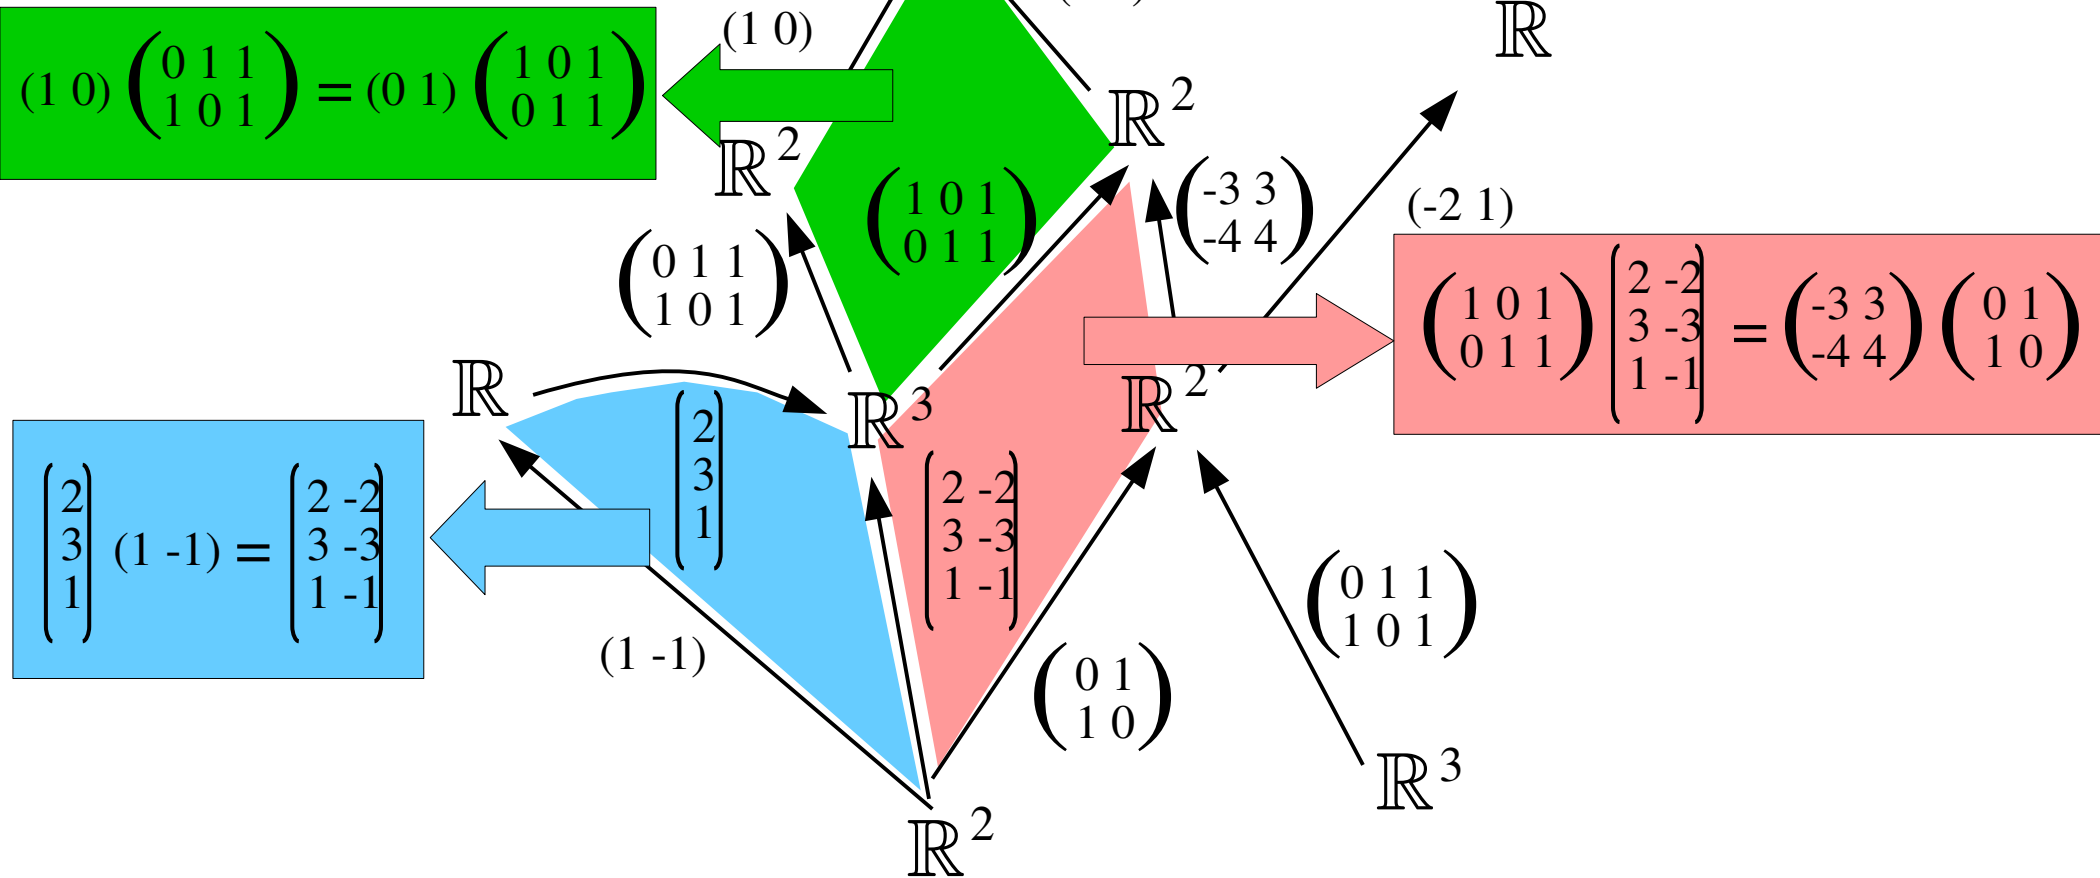 (1 0)
(1 0) (0 1 1
1 0 1) = (0 1) (1 0 1
0 1 1)
ℝ
ℝ²
ℝ²
(1 0 1
0 1 1)
(-3 3
-4 4)
(-2 1)
(0 1 1
1 0 1)
(1 0 1
0 1 1) (2 -2
3 -3
1 -1) = (-3 3
-4 4) (0 1
1 0)
ℝ
ℝ³
ℝ²
(2
3
1)
(2 -2
3 -3
1 -1)
(2
3
1) (1 -1) = (2 -2
3 -3
1 -1)
(1 -1)
(0 1
1 0)
(0 1 1
1 0 1)
ℝ³
ℝ²